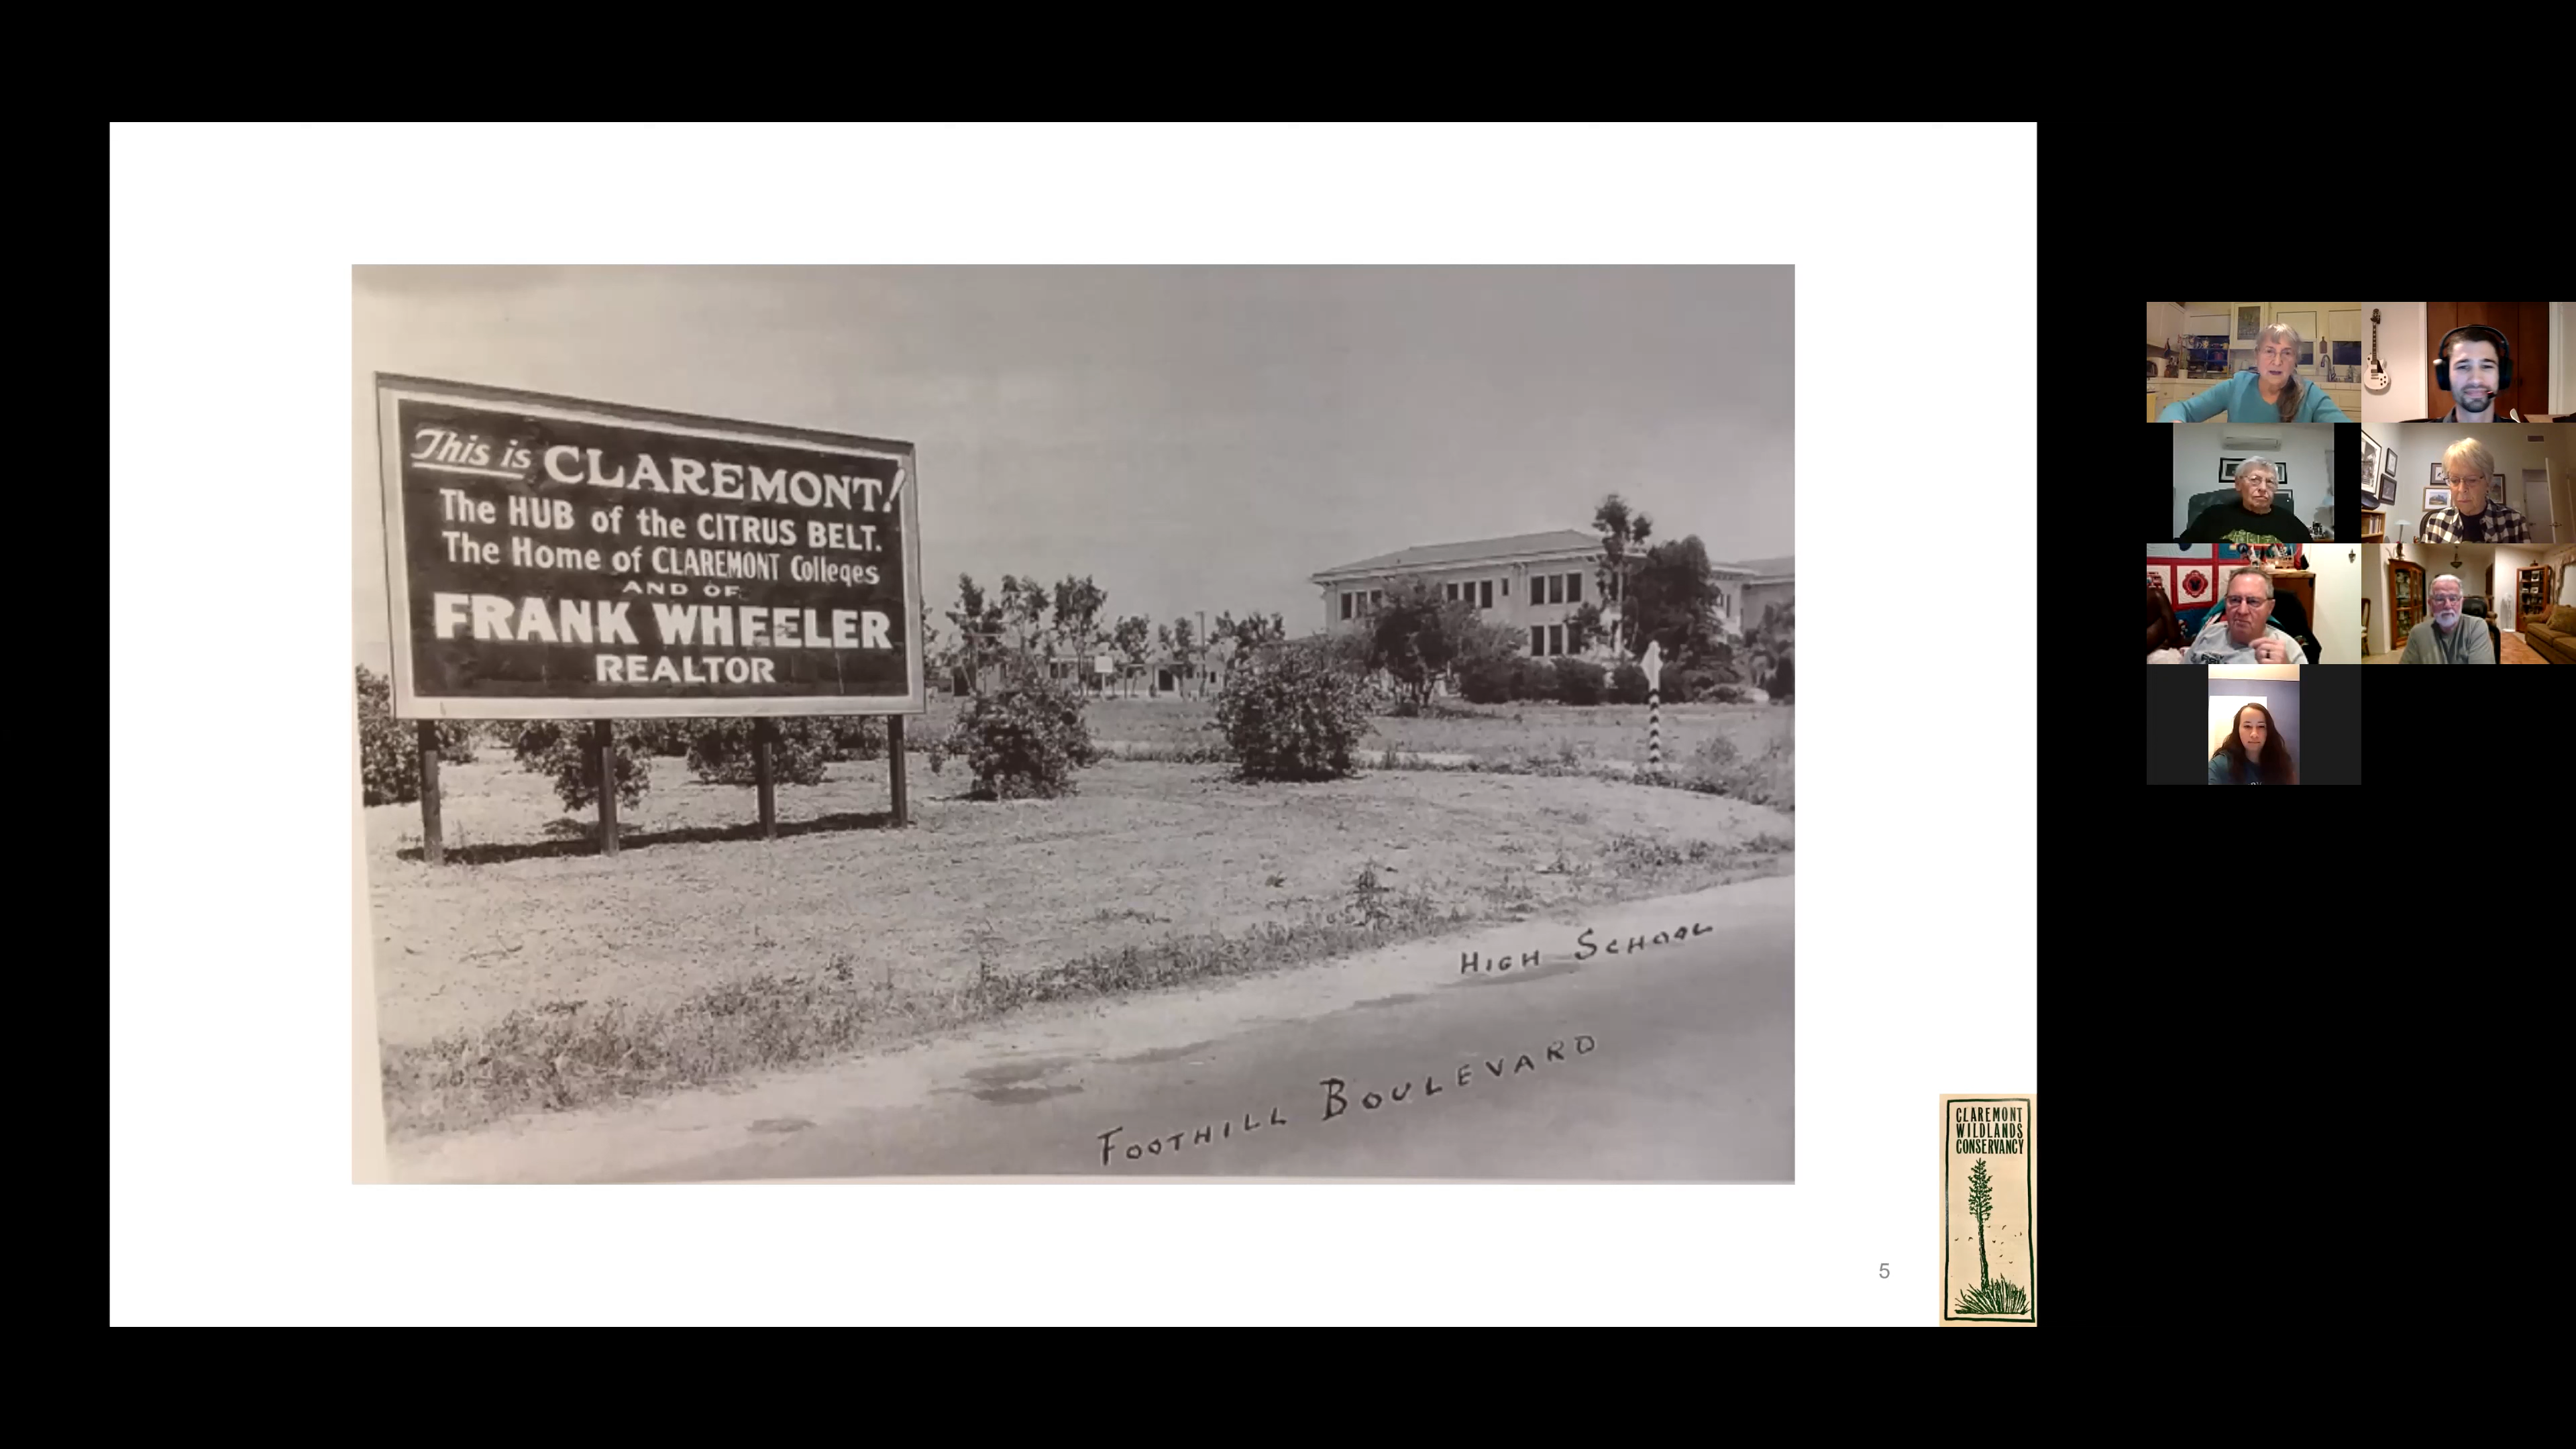 This is CLAREMONT!
The HUB of the CITRUS BELT.
The Home of CLAREMONT Colleges
AND OF
FRANK WHEELER
REALTOR
HIGH SCHOOL
FOOTHILL BOULEVARD
5
CLAREMONT
WILDLANDS
CONSERVANCY